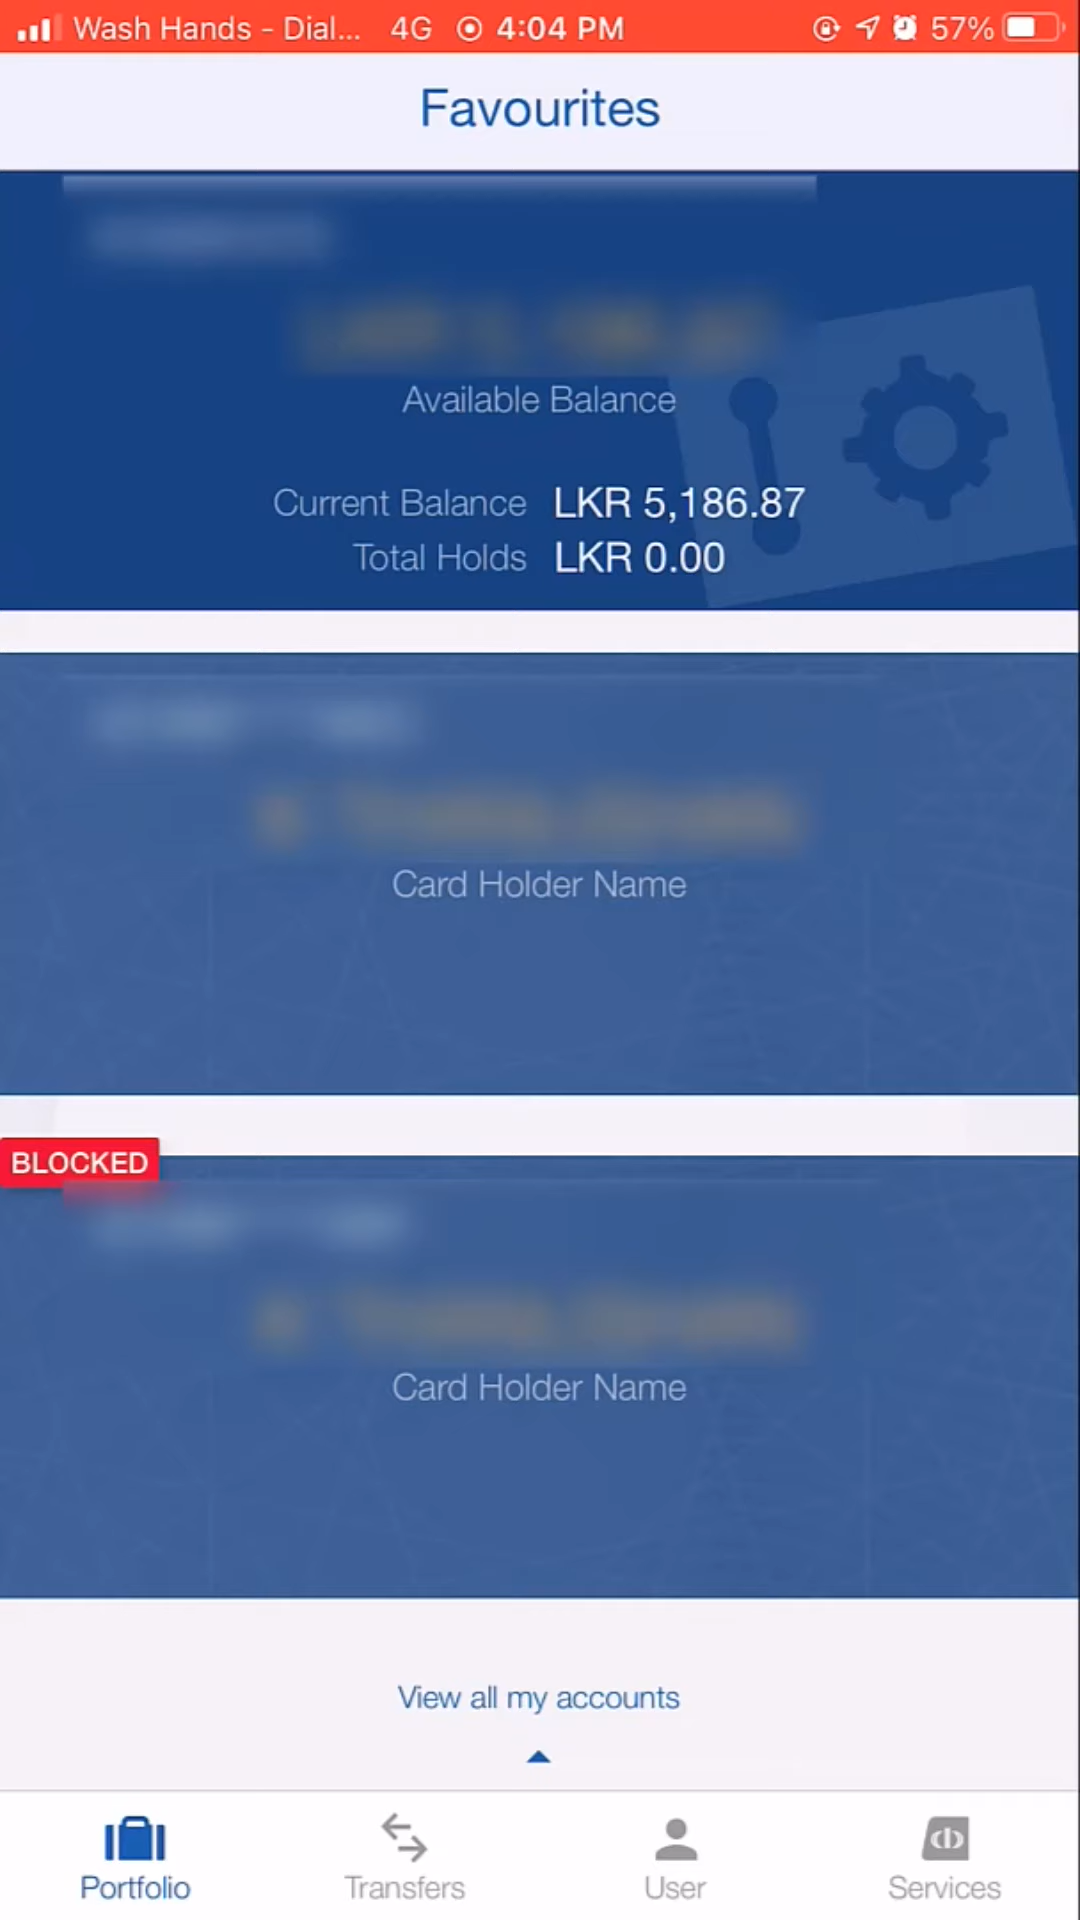 Wash Hands - Dial... 4G 4:04 PM 57%
Favourites
Available Balance
Current Balance LKR 5,186.87
Total Holds LKR 0.00
Card Holder Name
BLOCKED
Card Holder Name
View all my accounts
Portfolio Transfers User Services